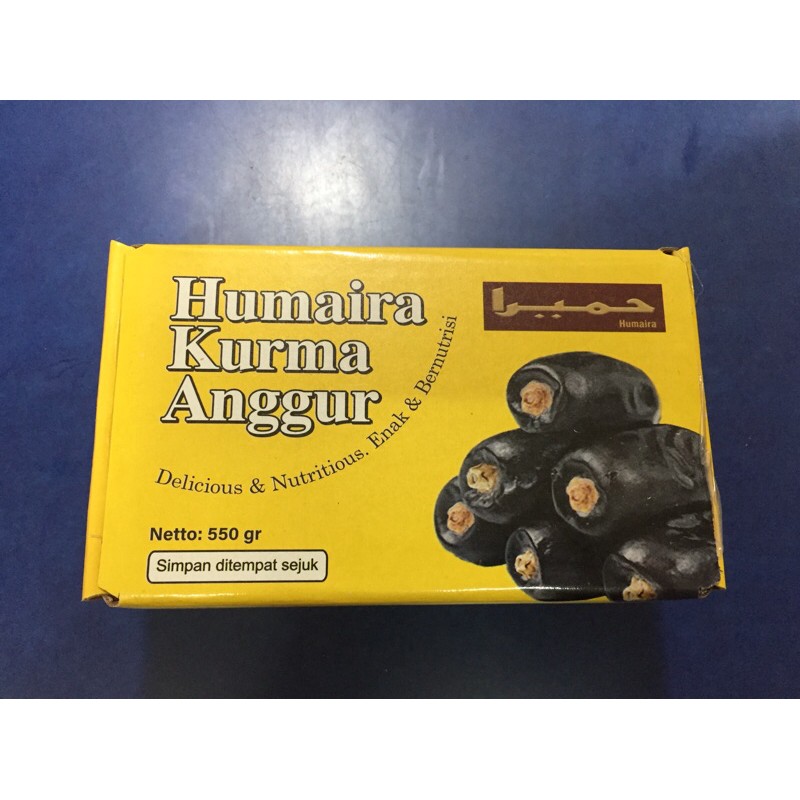 Humaira
Kurma
Anggur
حميرا
Humaira
Delicious & Nutritious. Enak & Bernutrisi
Netto: 550 gr
Simpan ditempat sejuk